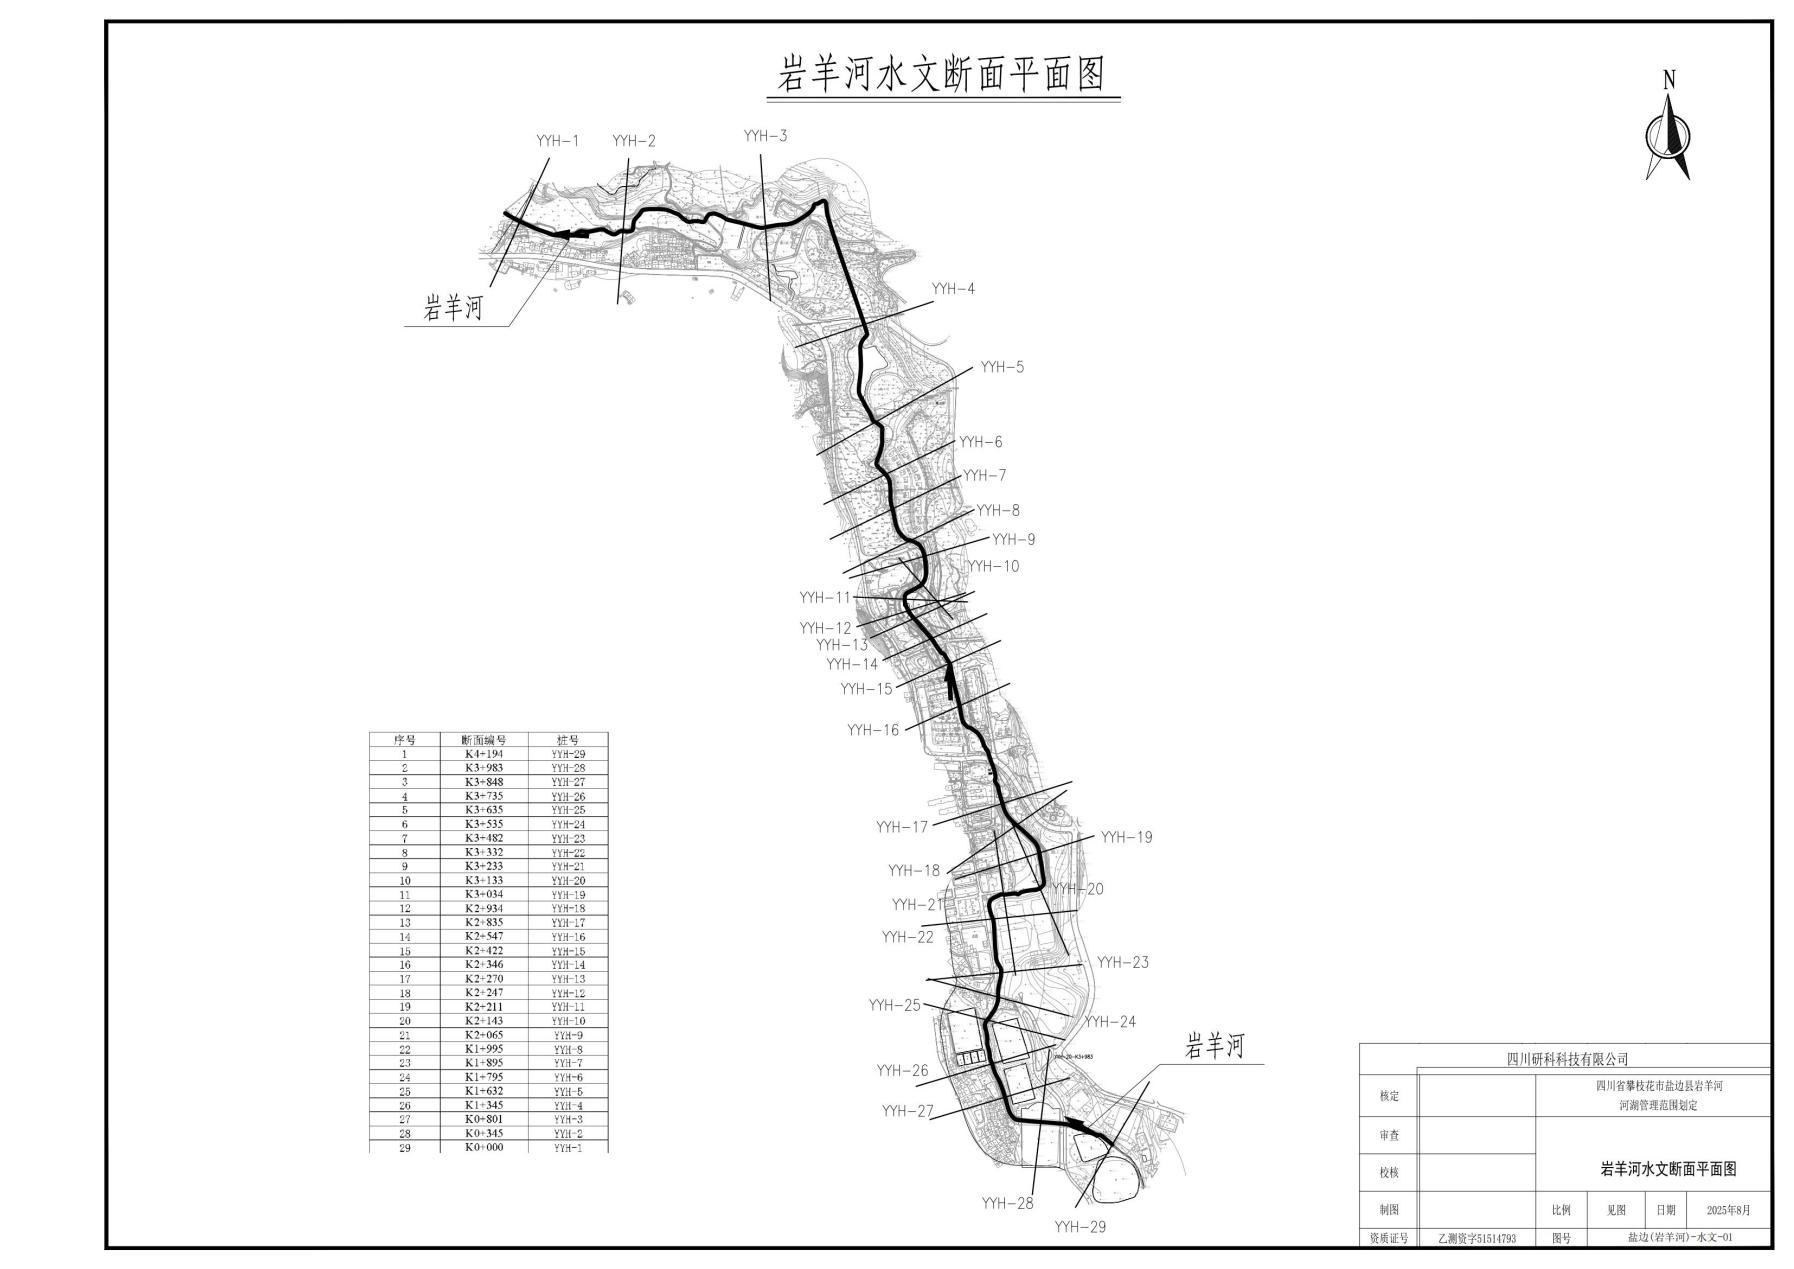 岩羊河水文断面平面图
N
YYH-1
YYH-2
YYH-3
岩羊河
YYH-4
YYH-5
YYH-6
YYH-7
YYH-8
YYH-9
YYH-10
YYH-11
YYH-12
YYH-13
YYH-14
YYH-15
YYH-16
YYH-17
YYH-19
YYH-18
YYH-20
YYH-21
YYH-22
YYH-23
YYH-25
YYH-24
岩羊河
YYH-26
YYH-27
YYH-28
YYH-29
序号 断面编号 桩号
1 K4+194 YYH-29
2 K3+983 YYH-28
3 K3+848 YYH-27
4 K3+735 YYH-26
5 K3+635 YYH-25
6 K3+535 YYH-24
7 K3+482 YYH-23
8 K3+332 YYH-22
9 K3+233 YYH-21
10 K3+133 YYH-20
11 K3+034 YYH-19
12 K2+934 YYH-18
13 K2+835 YYH-17
14 K2+547 YYH-16
15 K2+422 YYH-15
16 K2+346 YYH-14
17 K2+270 YYH-13
18 K2+247 YYH-12
19 K2+211 YYH-11
20 K2+143 YYH-10
21 K2+065 YYH-9
22 K1+995 YYH-8
23 K1+895 YYH-7
24 K1+795 YYH-6
25 K1+632 YYH-5
26 K1+345 YYH-4
27 K0+801 YYH-3
28 K0+345 YYH-2
29 K0+000 YYH-1
四川研科科技有限公司
核定
四川省攀枝花市盐边县岩羊河
河湖管理范围划定
审查
校核
岩羊河水文断面平面图
制图 比例 见图 日期 2025年8月
资质证号 乙测资字51514793 图号 盐边(岩羊河)-水文-01